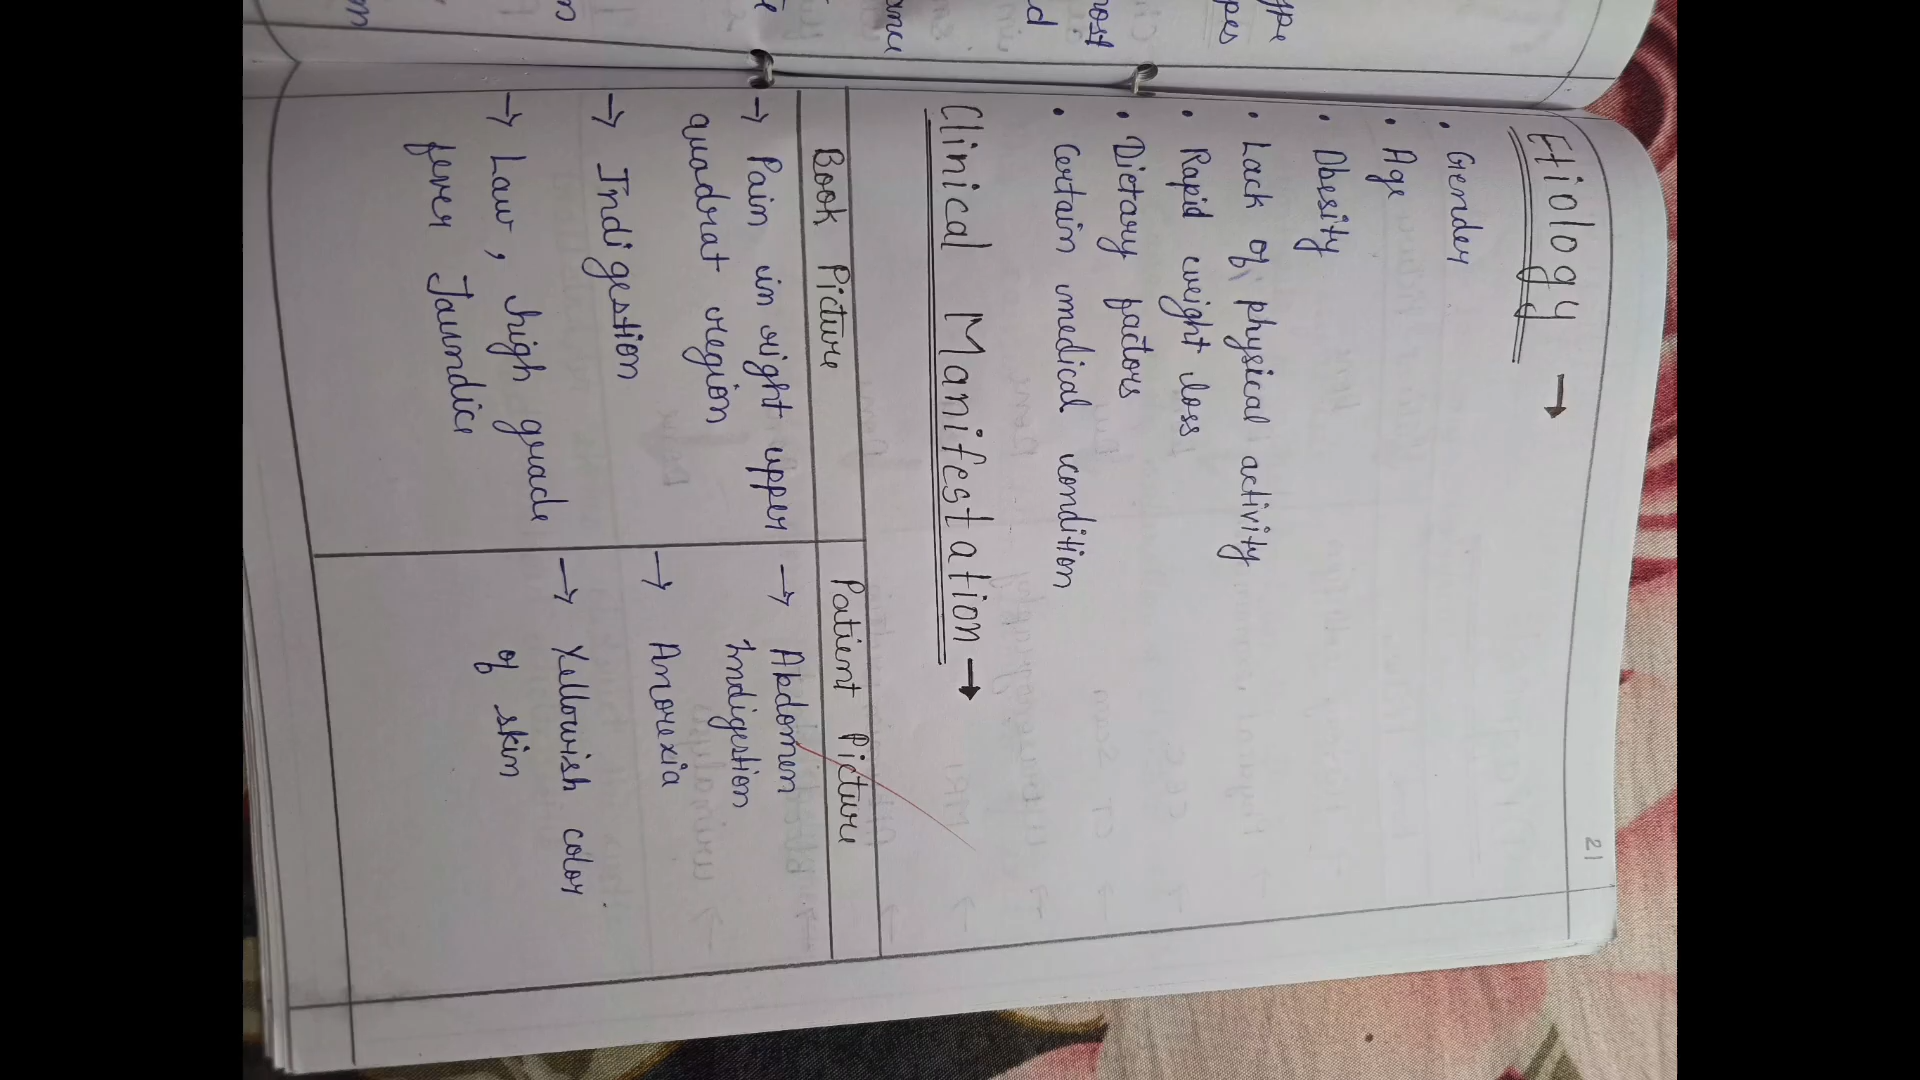 21
Etiology →
• Gender
• Age
• Obesity
• Lack of physical activity
• Rapid weight loss
• Dietary factors
• Certain medical condition
Clinical Manifestation →
Book Picture
→ Pain in right upper
quadrat region
→ Indigestion
→ Law, high grade
fever Jaundice
Patient Picture
→ Abdomen
Indigestion
→ Anorexia
→ Yellowish color
of skin